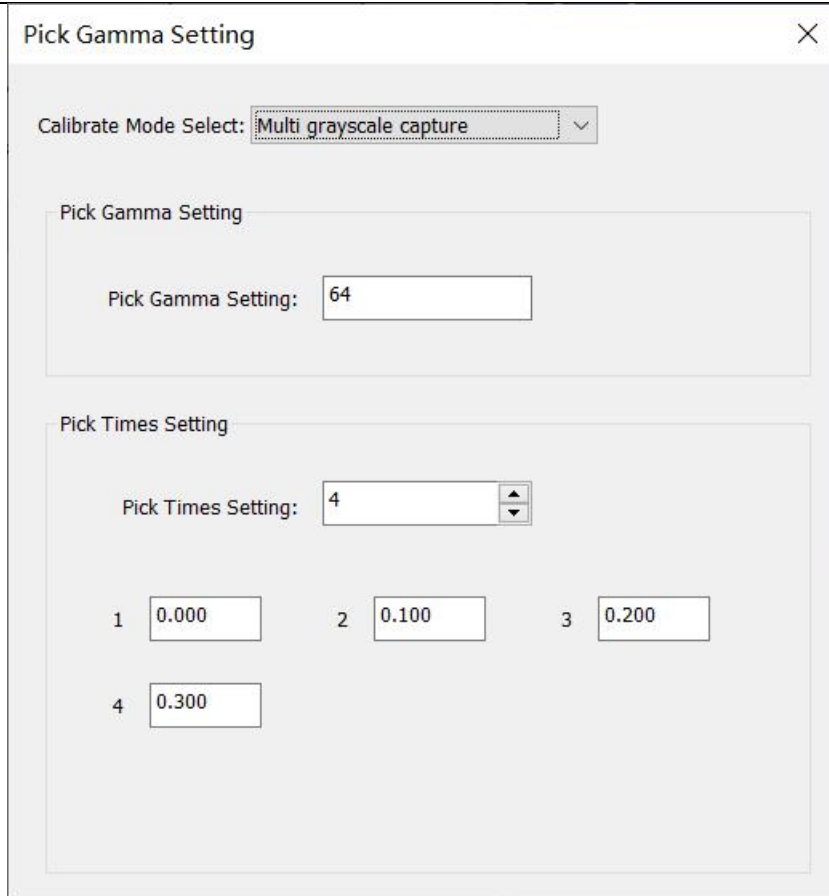 Pick Gamma Setting
Calibrate Mode Select: Multi grayscale capture
Pick Gamma Setting
Pick Gamma Setting: 64
Pick Times Setting
Pick Times Setting: 4
1 0.000 2 0.100 3 0.200
4 0.300